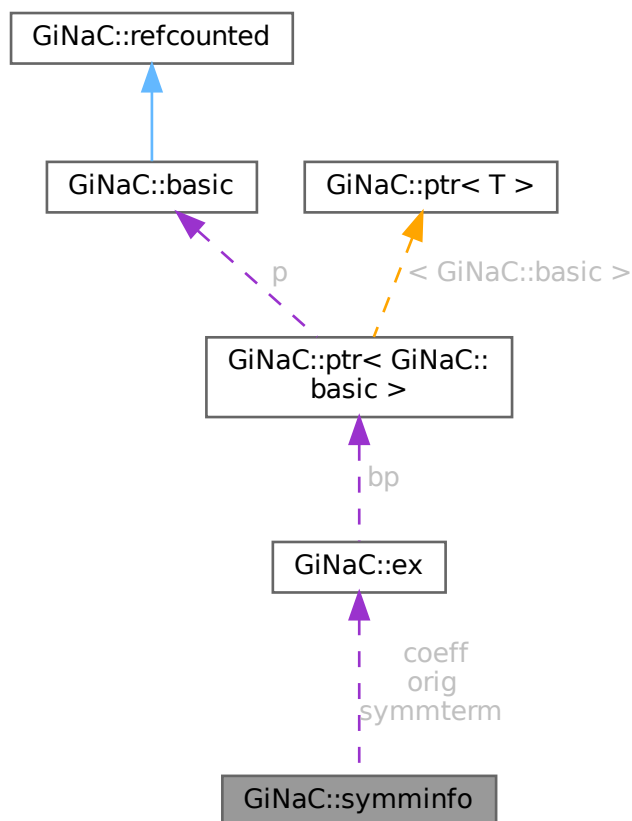 GiNaC::refcounted
GiNaC::basic
GiNaC::ptr< T >
p
< GiNaC::basic >
GiNaC::ptr< GiNaC::
basic >
bp
GiNaC::ex
coeff
orig
symmterm
GiNaC::symminfo